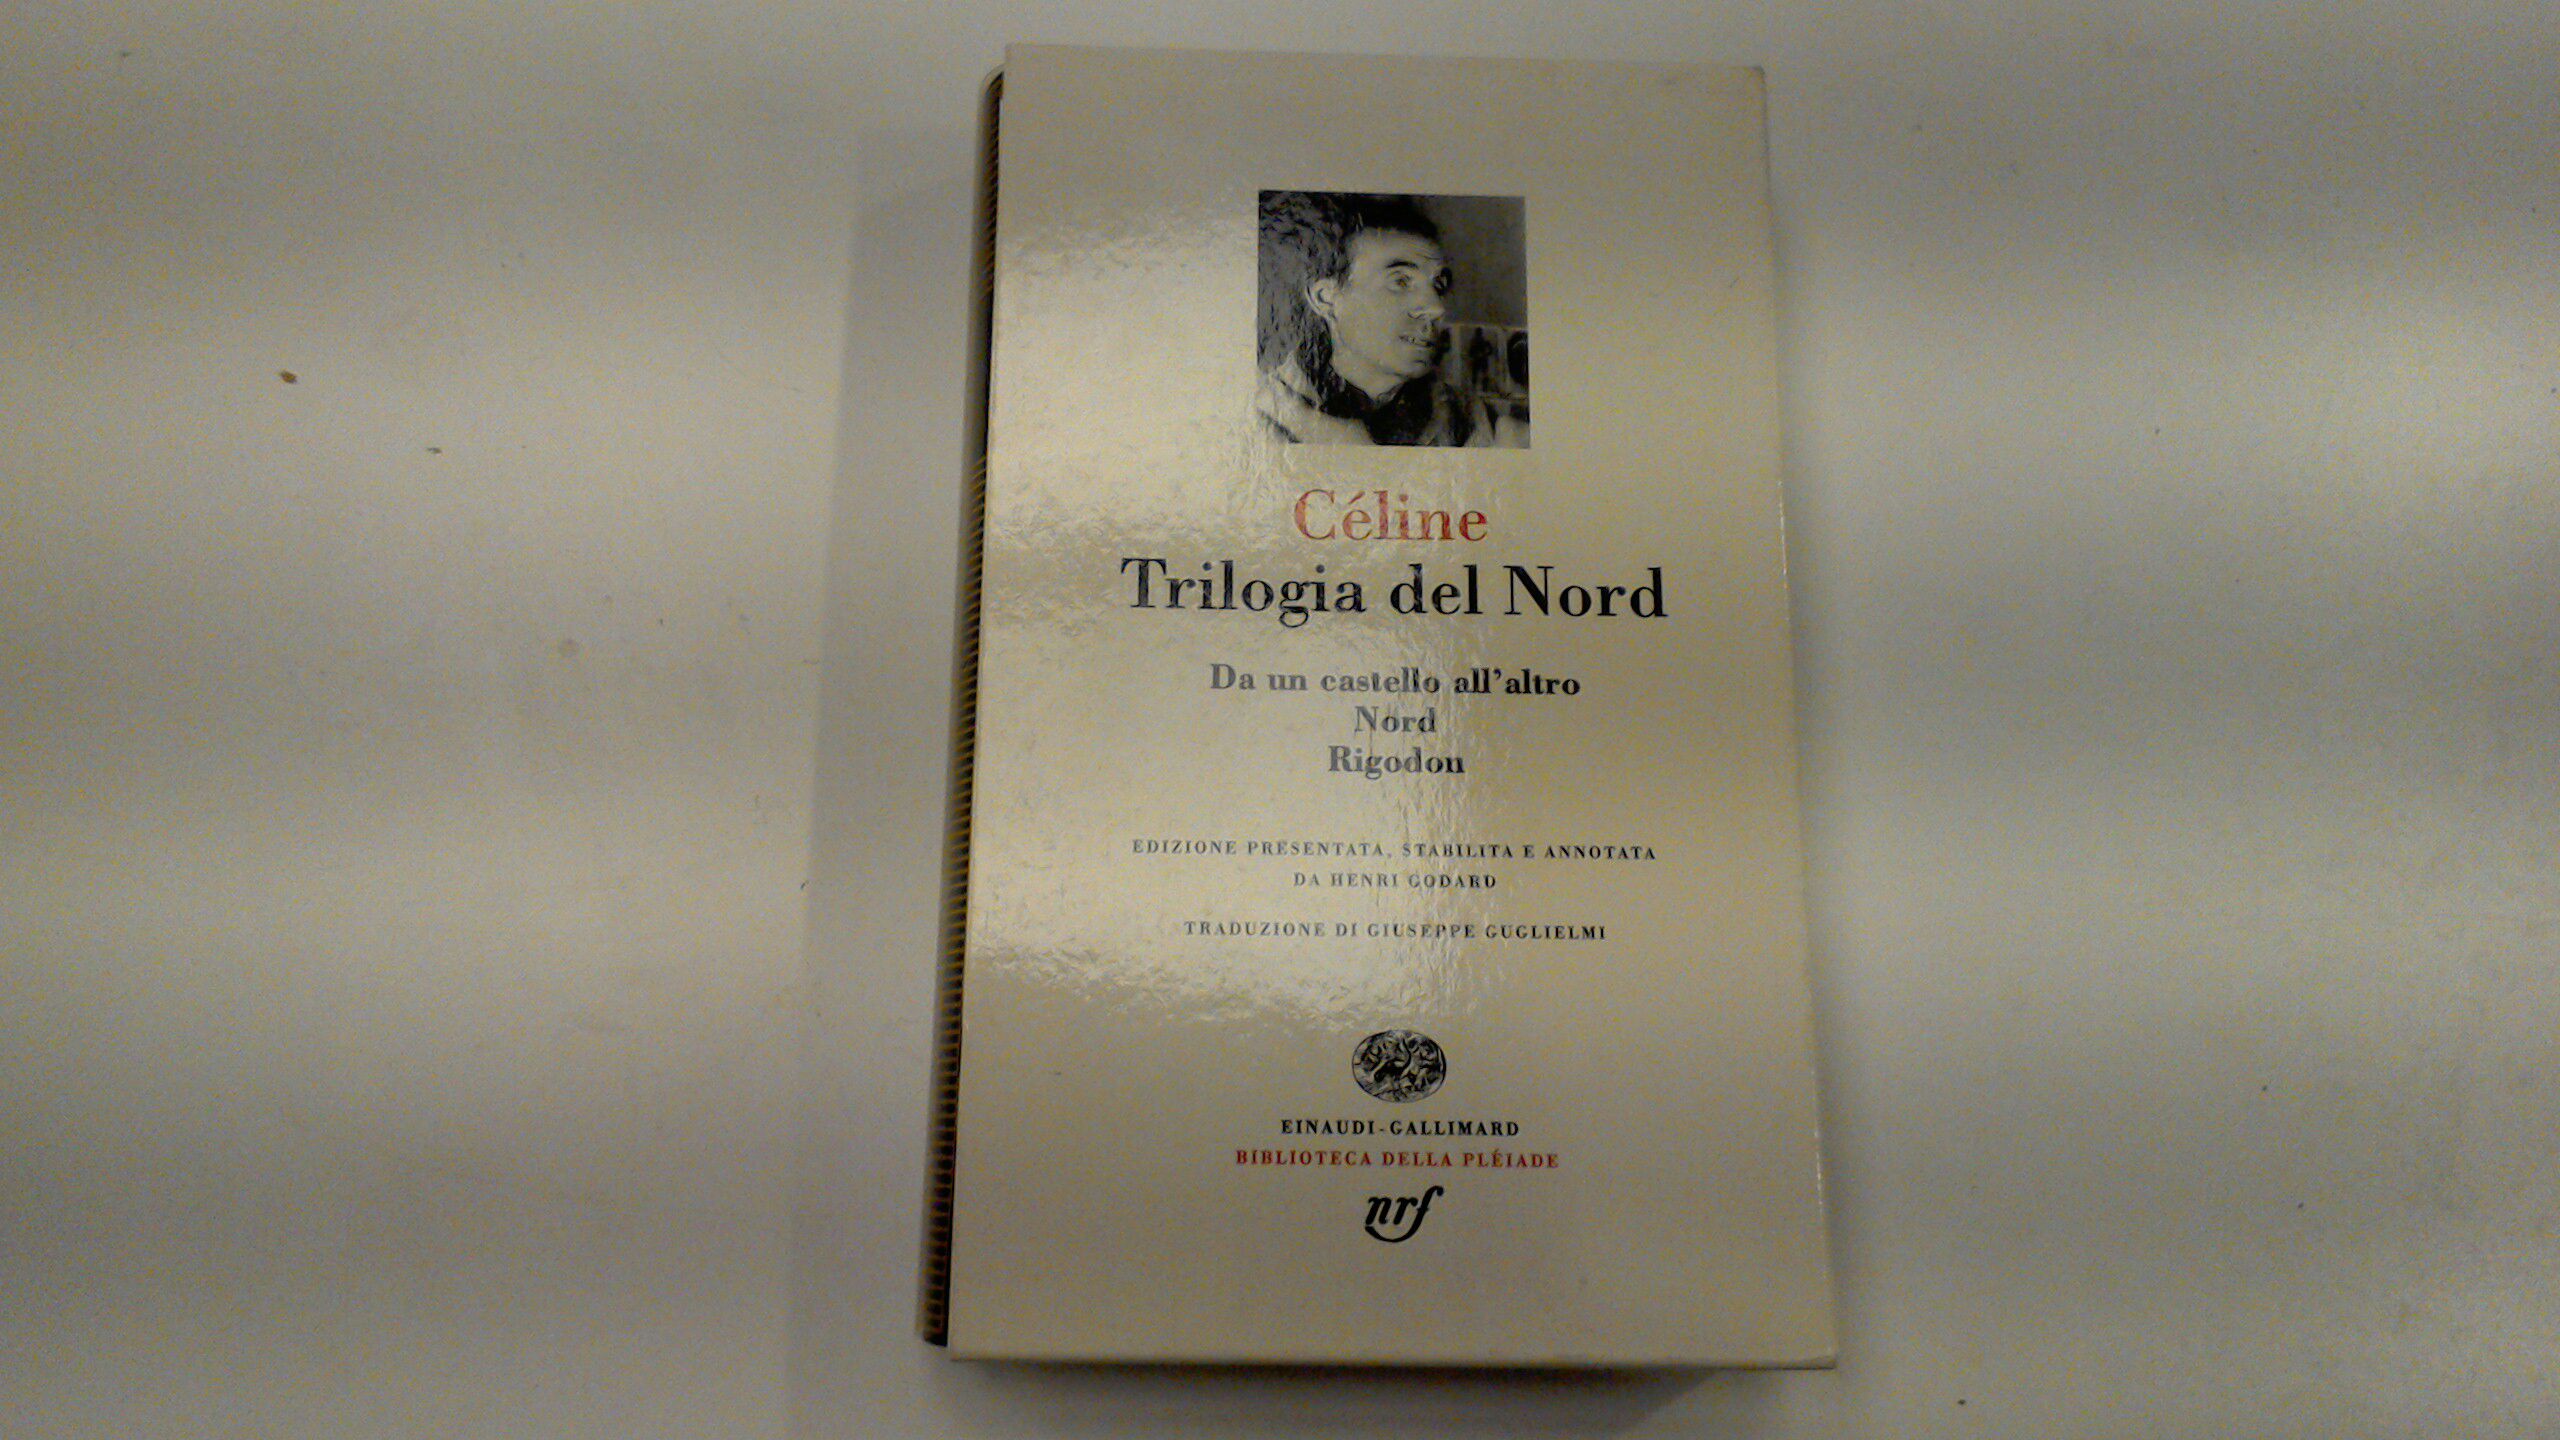 Céline
Trilogia del Nord
Da un castello all'altro
Nord
Rigodon
EDIZIONE PRESENTATA, STABILITA E ANNOTATA
DA HENRI GODARD
TRADUZIONE DI GIUSEPPE GUGLIELMI
EINAUDI-GALLIMARD
BIBLIOTECA DELLA PLÉIADE
nrf